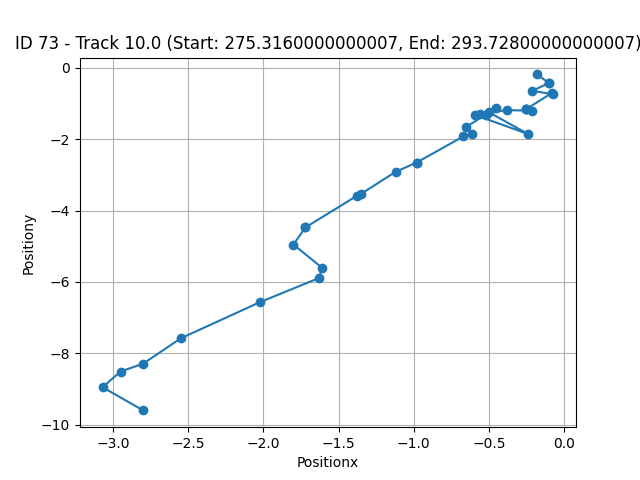 ID 73 - Track 10.0 (Start: 275.3160000000007, End: 293.72800000000007)
0
−2
−4
−6
−8
−10
Positiony
−3.0 −2.5 −2.0 −1.5 −1.0 −0.5 0.0
Positionx